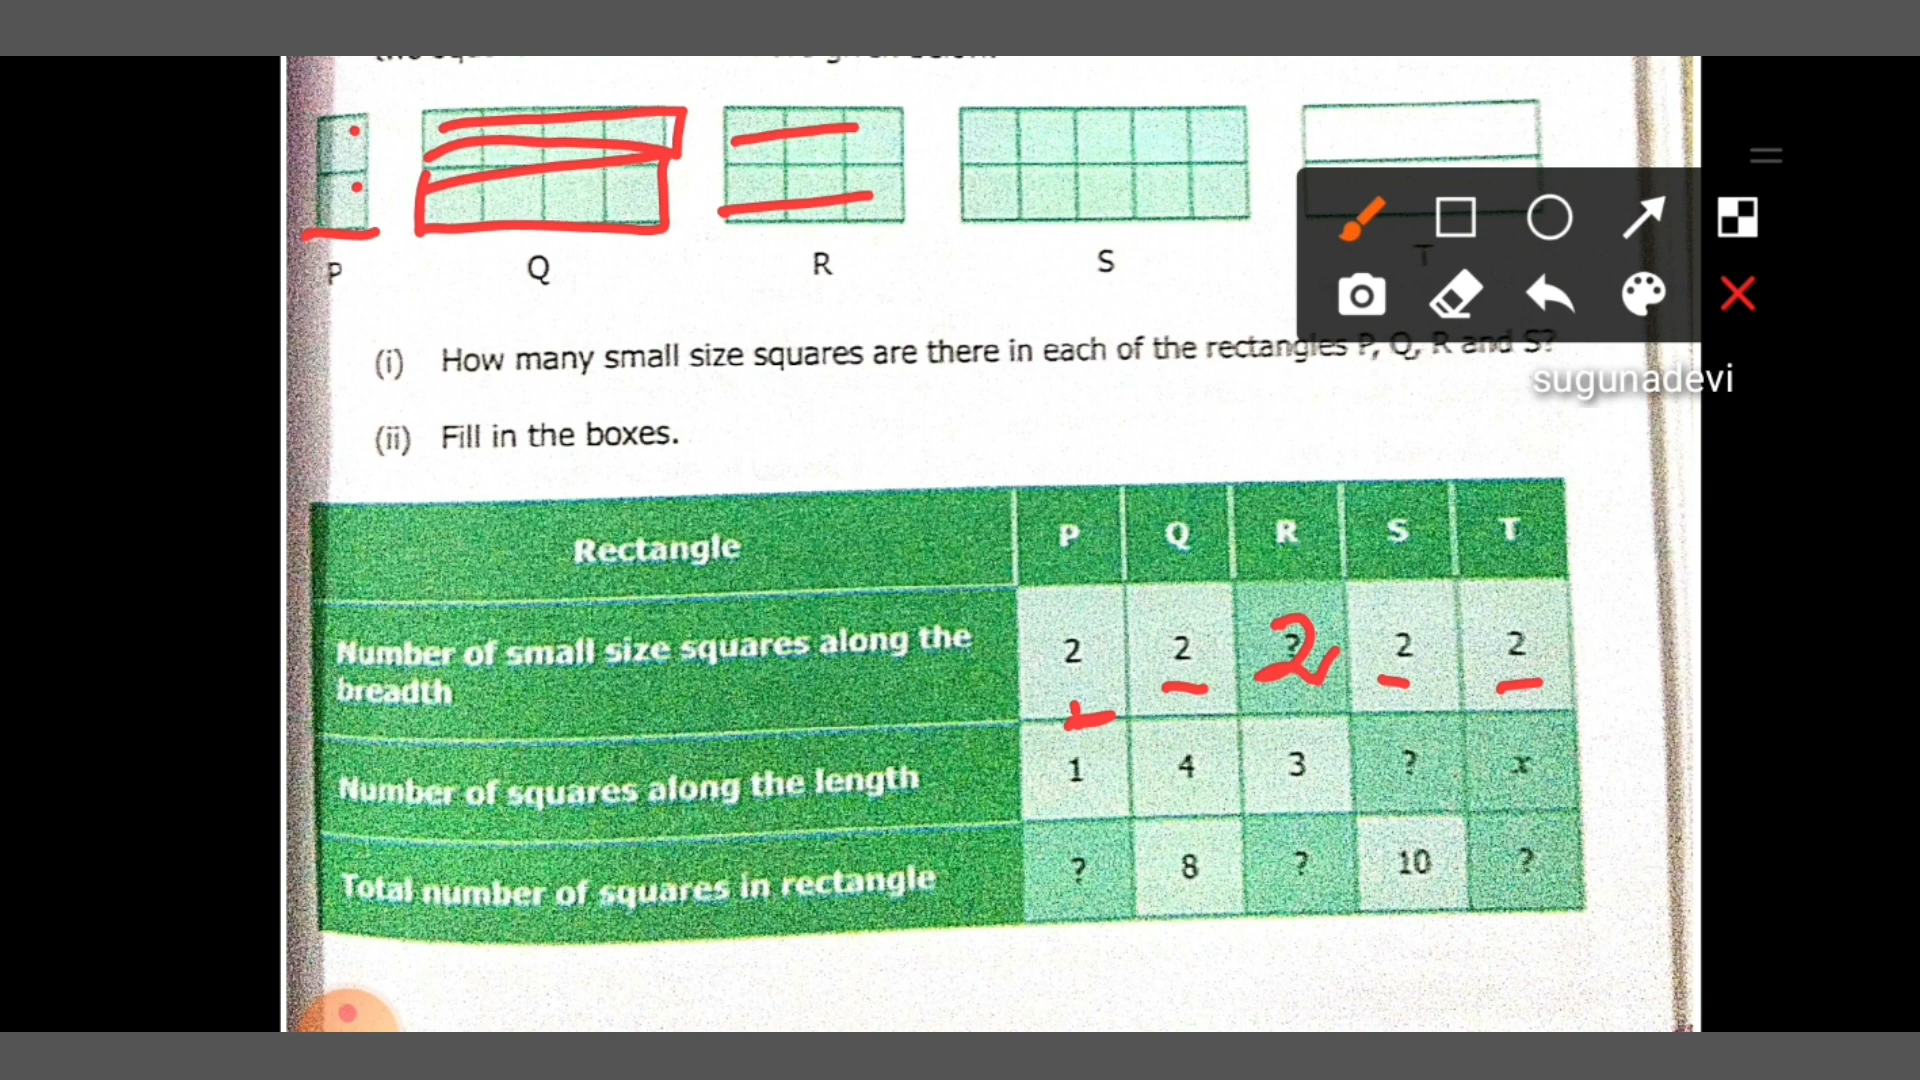 P Q R S T
(i) How many small size squares are there in each of the rectangles P, Q, R and S?
sugunadevi
(ii) Fill in the boxes.
Rectangle P Q R S T
Number of small size squares along the
breadth 2 2 2 2 2
Number of squares along the length 1 4 3 ? x
Total number of squares in rectangle ? 8 ? 10 ?